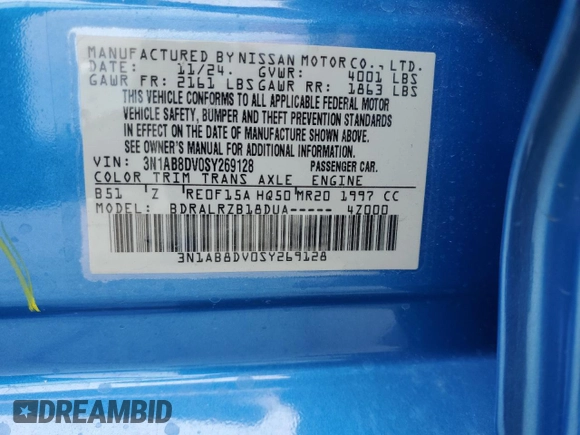 MANUFACTURED BY NISSAN MOTOR CO., LTD.
DATE: 11/24. GVWR: 4001 LBS
GAWR FR: 2161 LBS GAWR RR: 1863 LBS
THIS VEHICLE CONFORMS TO ALL APPLICABLE FEDERAL MOTOR
VEHICLE SAFETY, BUMPER AND THEFT PREVENTION STANDARDS
IN EFFECT ON THE DATE OF MANUFACTURE SHOWN ABOVE.
SEE OWNER'S MANUAL FOR ADDITIONAL INFORMATION.
VIN: 3N1AB8DV0SY269128 PASSENGER CAR.
COLOR TRIM TRANS AXLE ENGINE
B51 Z RE0F15A HQ50 MR20 1997 CC
MODEL: BDRALRZB18DUA----- 4Z000
3N1AB8DV0SY269128
DREAMBID